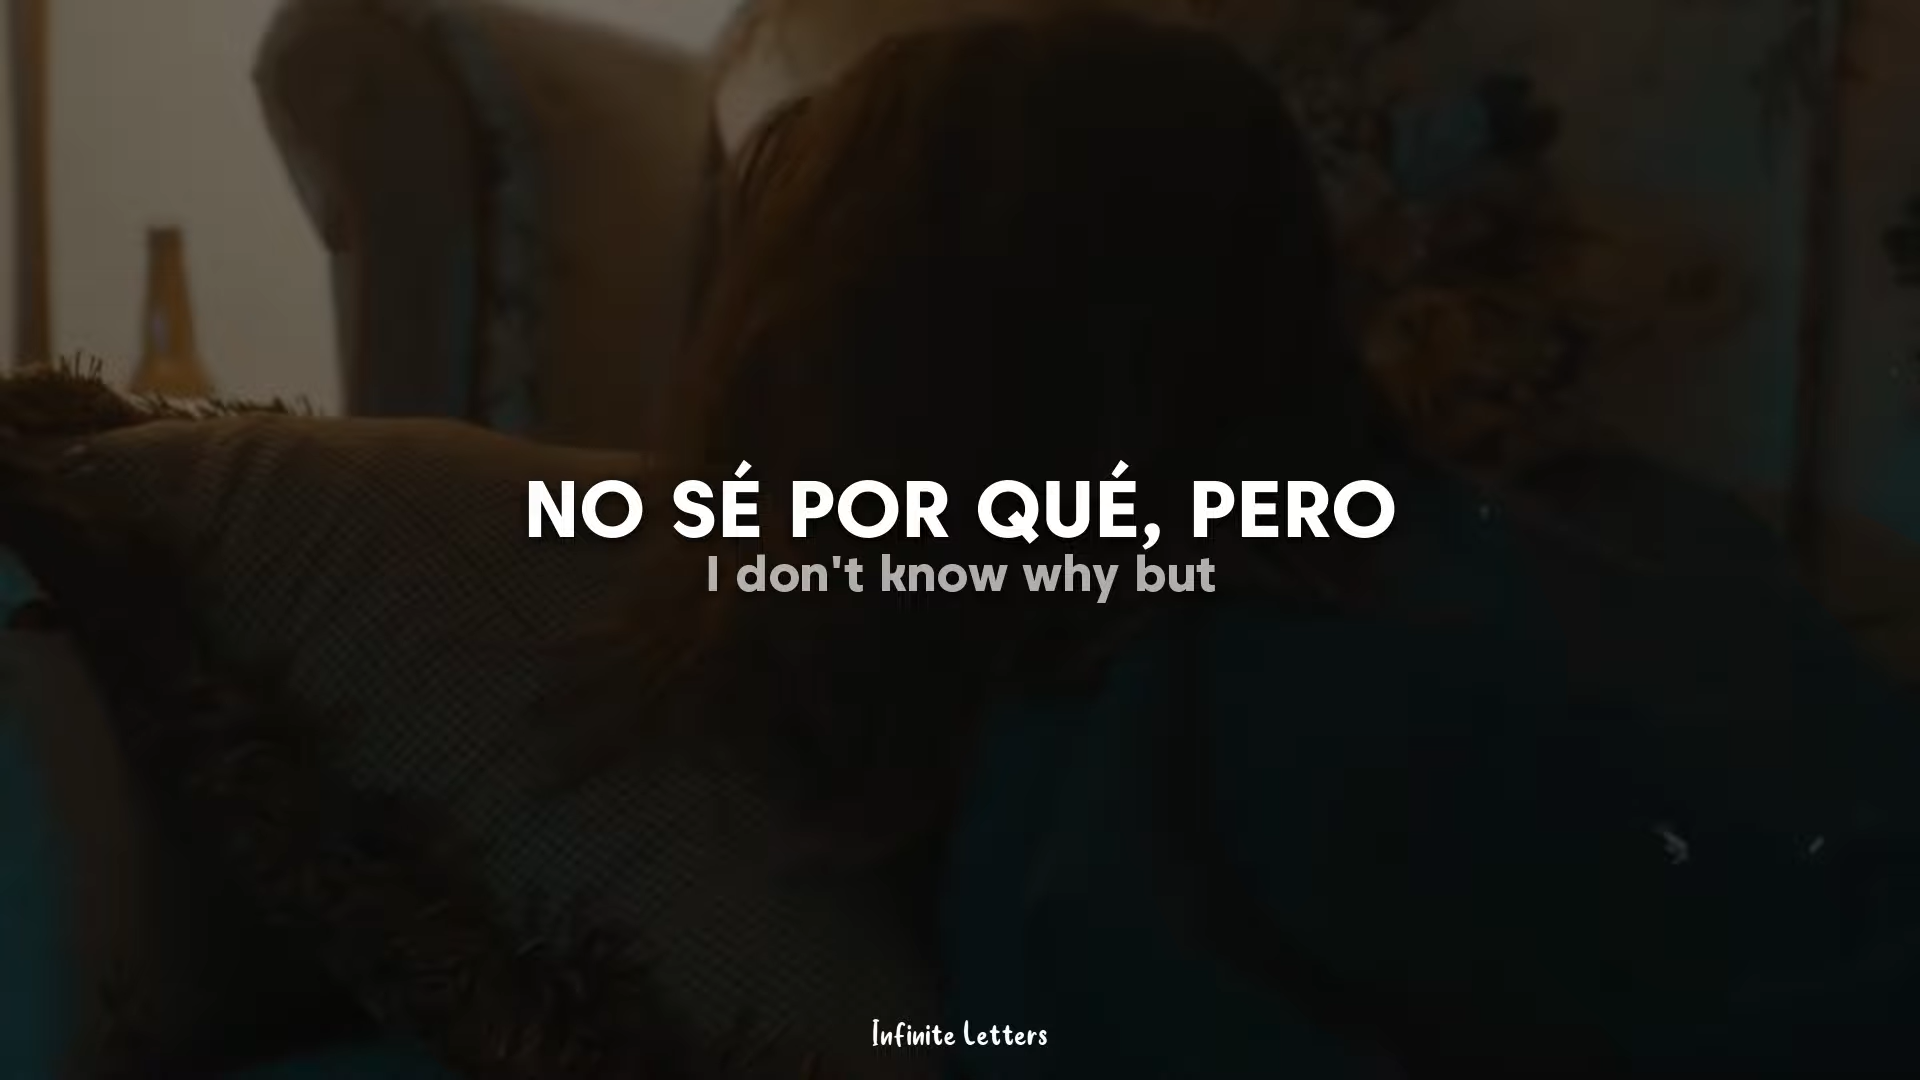 NO SÉ POR QUÉ, PERO
I don't know why but
Infinite Letters